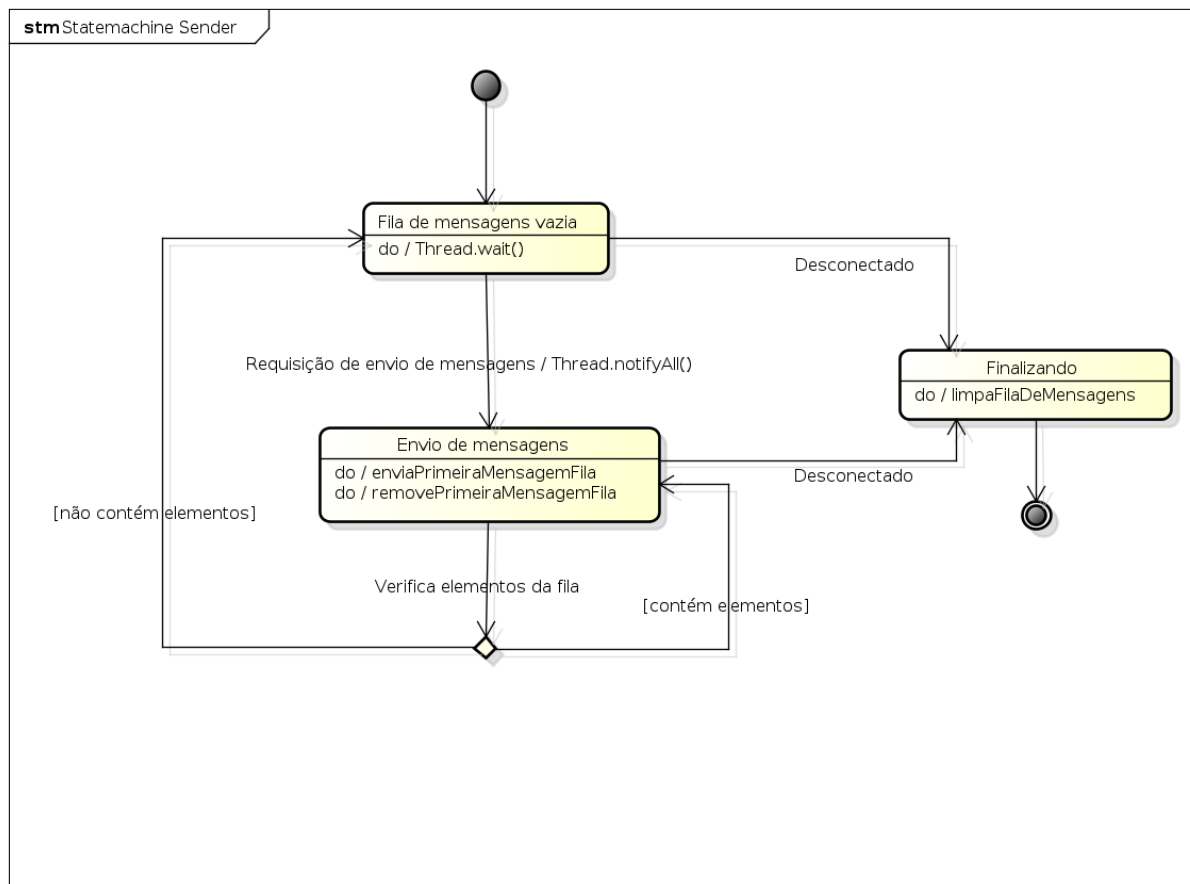 stm Statemachine Sender
Fila de mensagens vazia
do / Thread.wait()
Desconectado
Requisição de envio de mensagens / Thread.notifyAll()
Finalizando
do / limpaFilaDeMensagens
Envio de mensagens
do / enviaPrimeiraMensagemFila
do / removePrimeiraMensagemFila
Desconectado
[não contém elementos]
Verifica elementos da fila
[contém elementos]